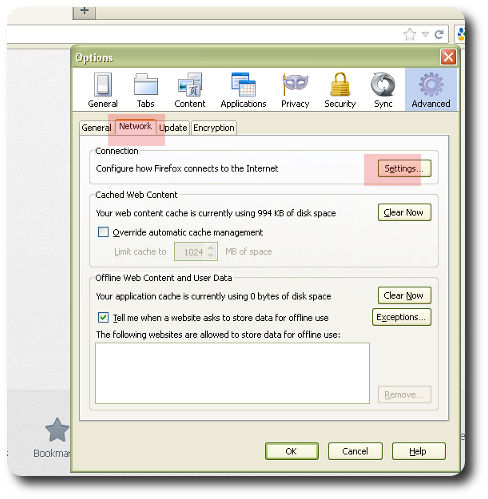 Options
General Tabs Content Applications Privacy Security Sync Advanced
General Network Update Encryption
Connection
Configure how Firefox connects to the Internet Settings...
Cached Web Content
Your web content cache is currently using 994 KB of disk space Clear Now
Override automatic cache management
Limit cache to 1024 MB of space
Offline Web Content and User Data
Your application cache is currently using 0 bytes of disk space Clear Now
Tell me when a website asks to store data for offline use Exceptions...
The following websites are allowed to store data for offline use:
Remove...
Bookmar
OK Cancel Help